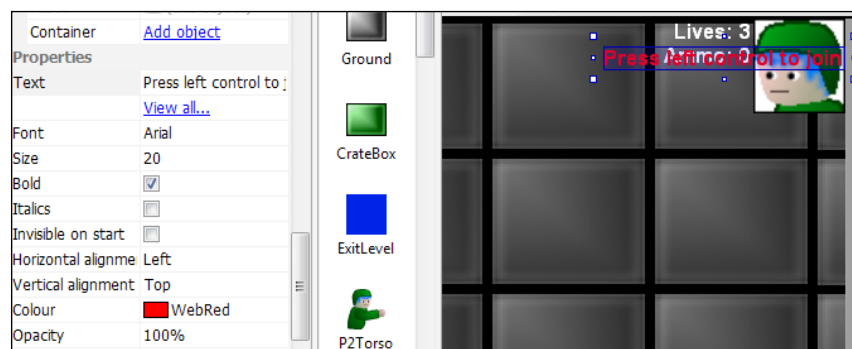 Container Add object
Properties
Text Press left control to j
View all...
Font Arial
Size 20
Bold
Italics
Invisible on start
Horizontal alignme Left
Vertical alignment Top
Colour WebRed
Opacity 100%
Ground
CrateBox
ExitLevel
P2Torso
Lives: 3
Ammo: 0
Press left control to join